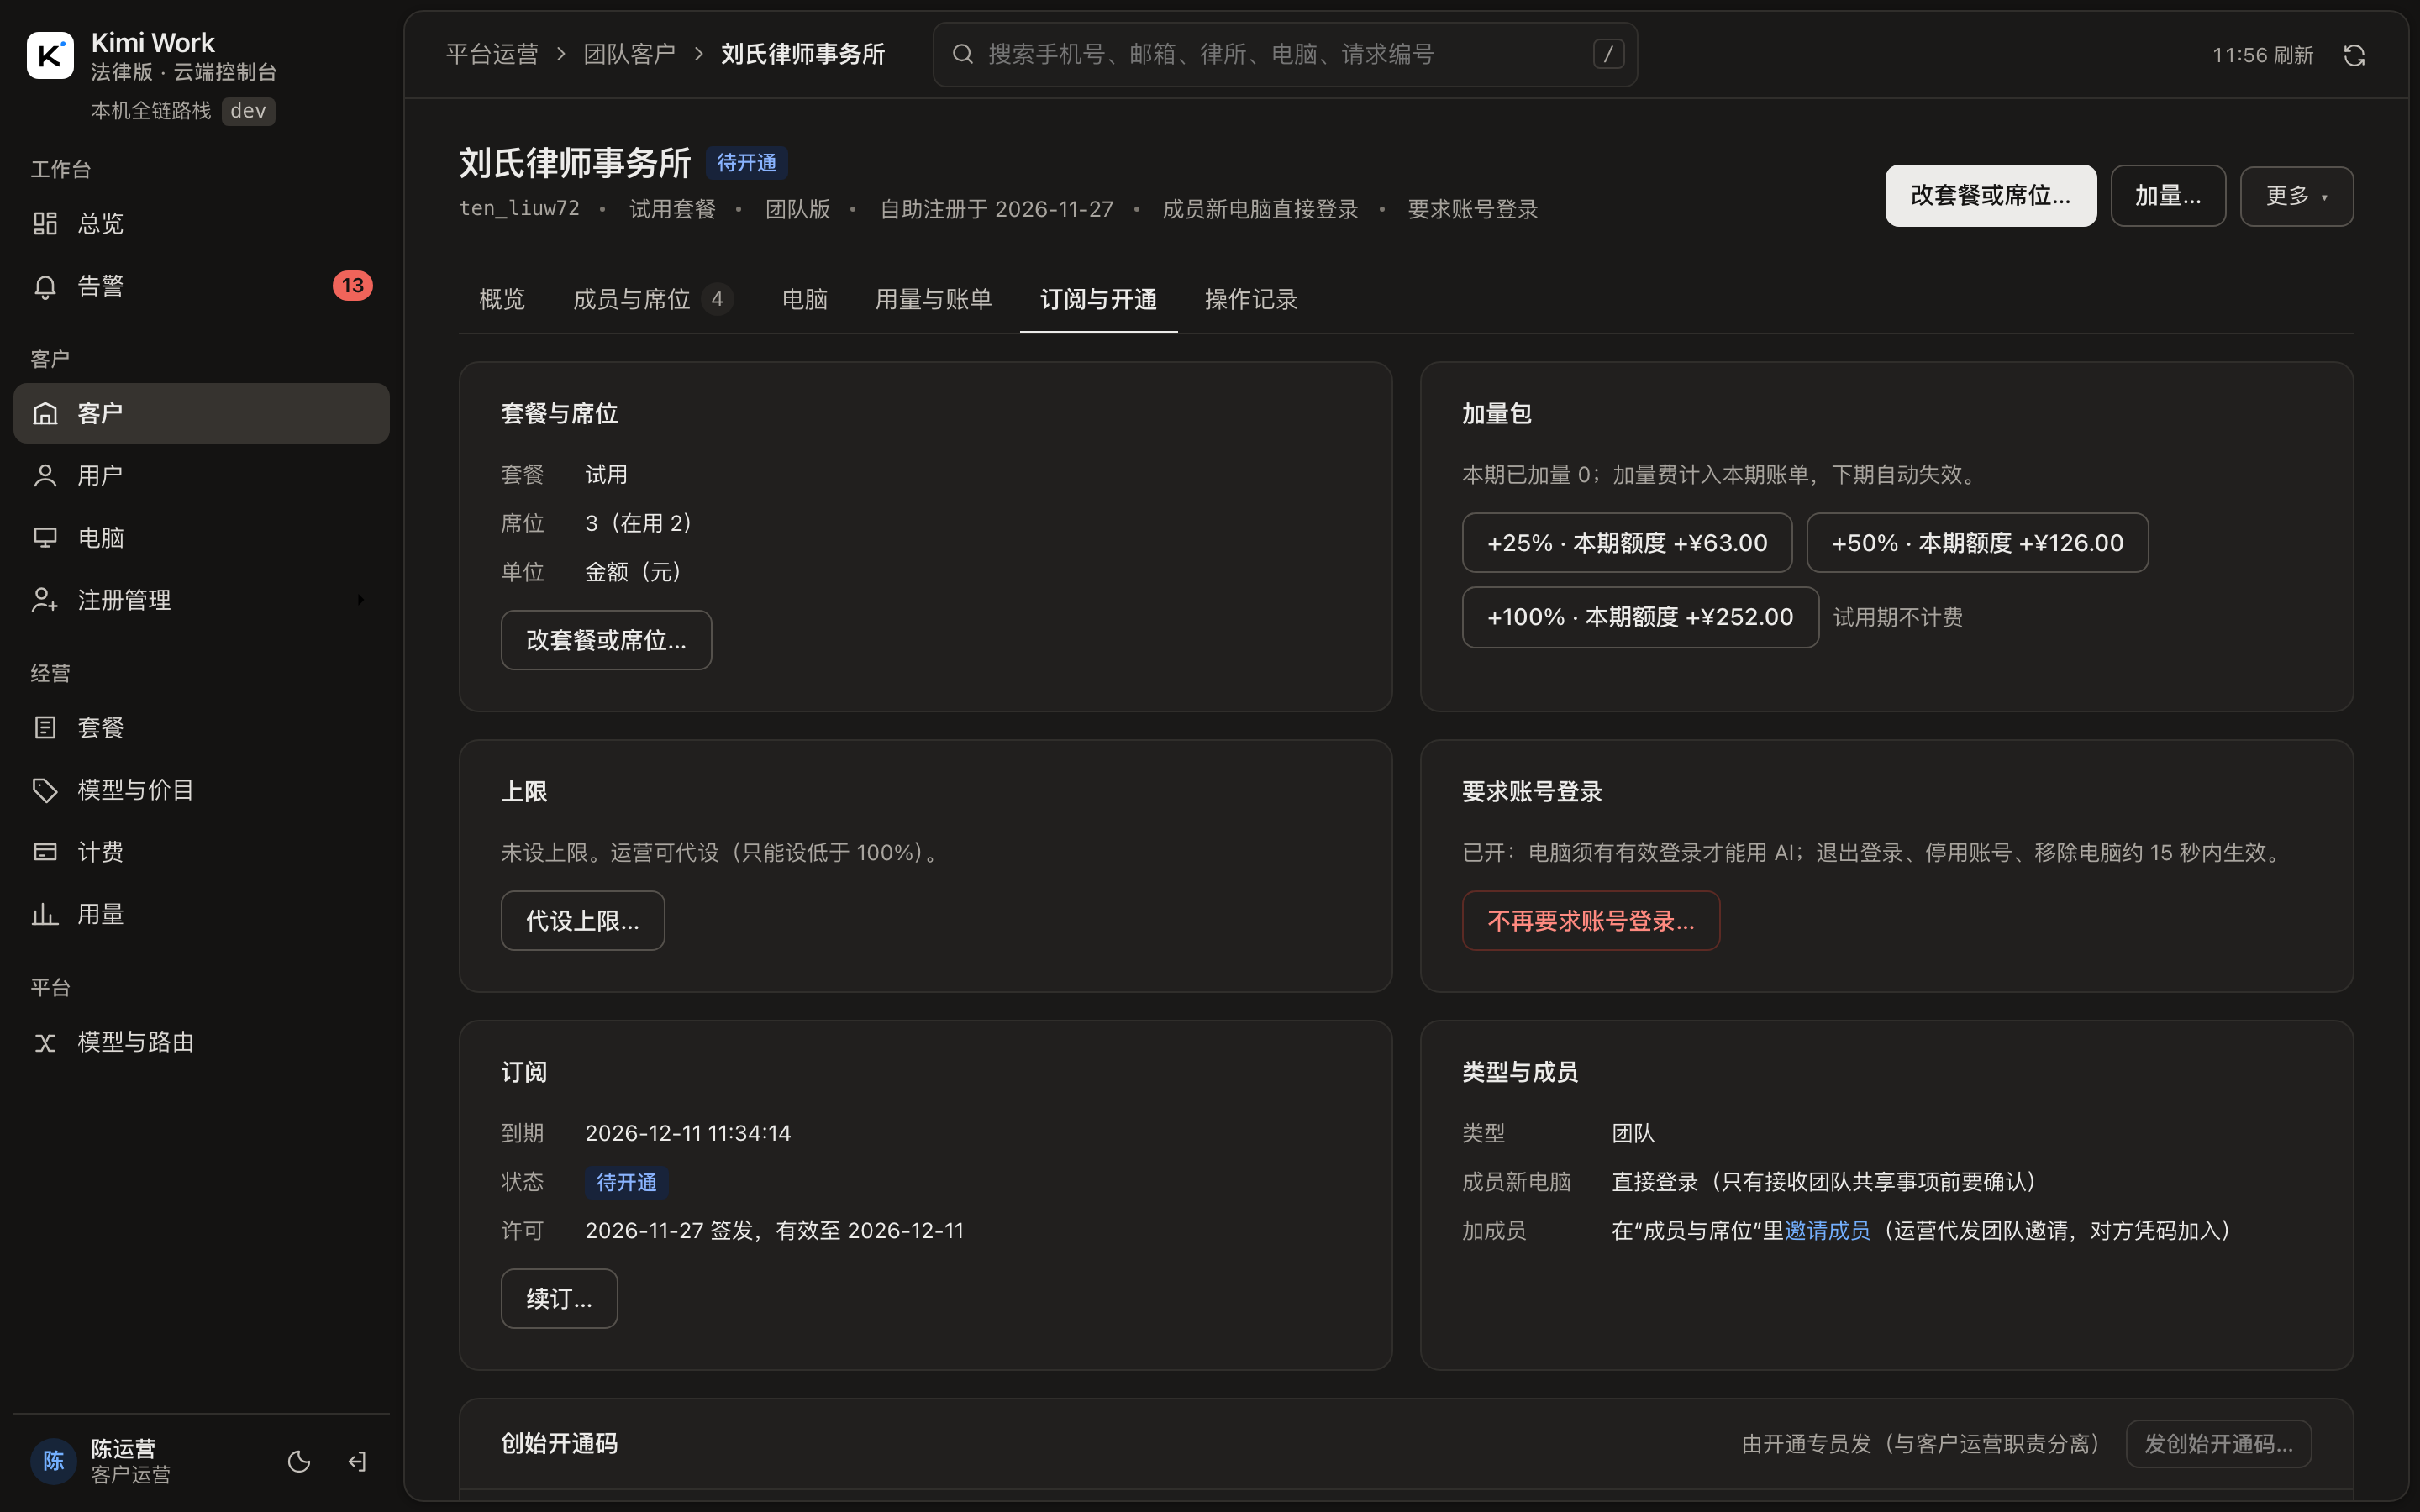 Kimi Work
法律版 · 云端控制台
本机全链路栈 dev
工作台
总览
告警 13
客户
客户
用户
电脑
注册管理
经营
套餐
模型与价目
计费
用量
平台
模型与路由
陈 陈运营
客户运营
平台运营 > 团队客户 > 刘氏律师事务所
搜索手机号、邮箱、律所、电脑、请求编号 /
11:56 刷新
刘氏律师事务所 待开通
ten_liuw72 • 试用套餐 • 团队版 • 自助注册于 2026-11-27 • 成员新电脑直接登录 • 要求账号登录
改套餐或席位... 加量... 更多
概览 成员与席位 4 电脑 用量与账单 订阅与开通 操作记录
套餐与席位
套餐 试用
席位 3（在用 2）
单位 金额（元）
改套餐或席位...
加量包
本期已加量 0；加量费计入本期账单，下期自动失效。
+25% · 本期额度 +¥63.00 +50% · 本期额度 +¥126.00
+100% · 本期额度 +¥252.00 试用期不计费
上限
未设上限。运营可代设（只能设低于 100%）。
代设上限...
要求账号登录
已开：电脑须有有效登录才能用 AI；退出登录、停用账号、移除电脑约 15 秒内生效。
不再要求账号登录...
订阅
到期 2026-12-11 11:34:14
状态 待开通
许可 2026-11-27 签发，有效至 2026-12-11
续订...
类型与成员
类型 团队
成员新电脑 直接登录（只有接收团队共享事项前要确认）
加成员 在“成员与席位”里邀请成员（运营代发团队邀请，对方凭码加入）
创始开通码
由开通专员发（与客户运营职责分离） 发创始开通码...